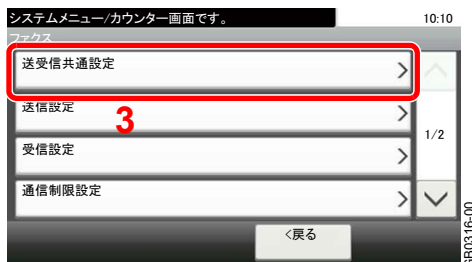 システムメニュー/カウンター画面です。
10:10
ファクス
送受信共通設定
送信設定
3
1/2
受信設定
通信制限設定
<戻る
GB0316-00